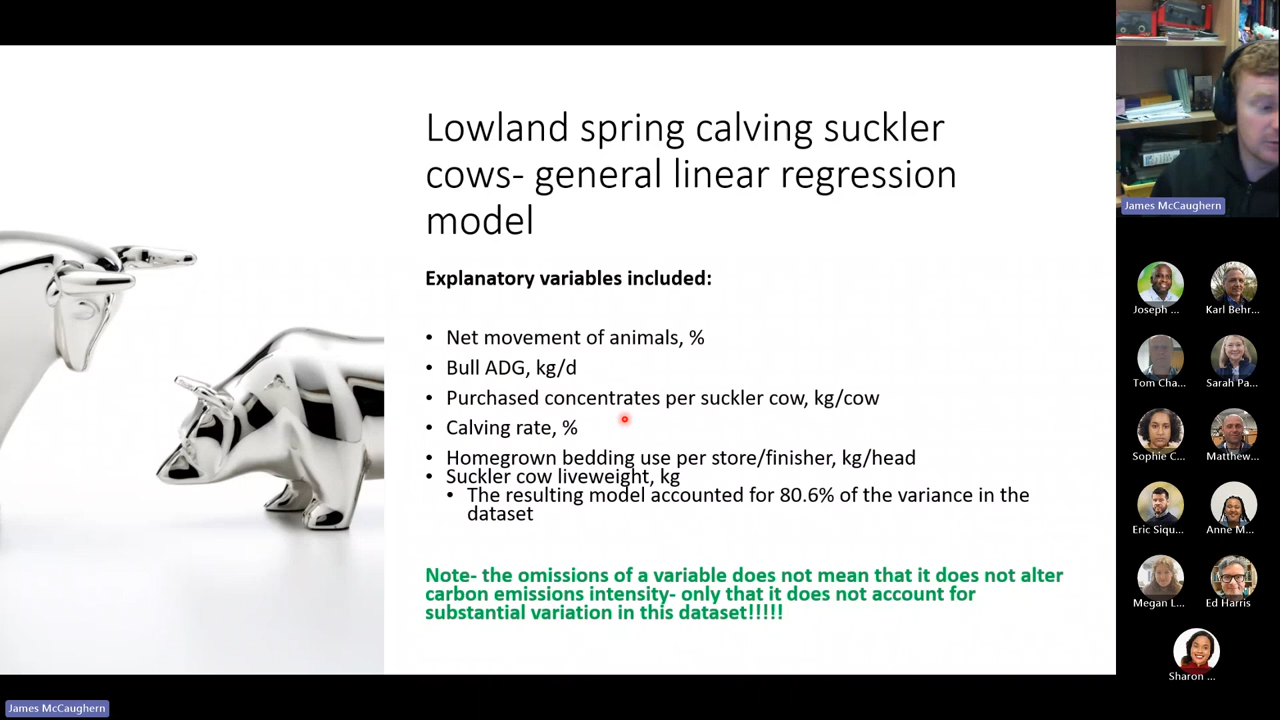 Lowland spring calving suckler
cows- general linear regression
model
Explanatory variables included:
• Net movement of animals, %
• Bull ADG, kg/d
• Purchased concentrates per suckler cow, kg/cow
• Calving rate, %
• Homegrown bedding use per store/finisher, kg/head
• Suckler cow liveweight, kg
• The resulting model accounted for 80.6% of the variance in the
dataset
Note- the omissions of a variable does not mean that it does not alter
carbon emissions intensity- only that it does not account for
substantial variation in this dataset!!!!!
James McCaughern
Joseph ...
Karl Behr...
Tom Cha...
Sarah Pa...
Sophie C...
Matthew...
Eric Siqu...
Anne M...
Megan L...
Ed Harris
Sharon ...
James McCaughern